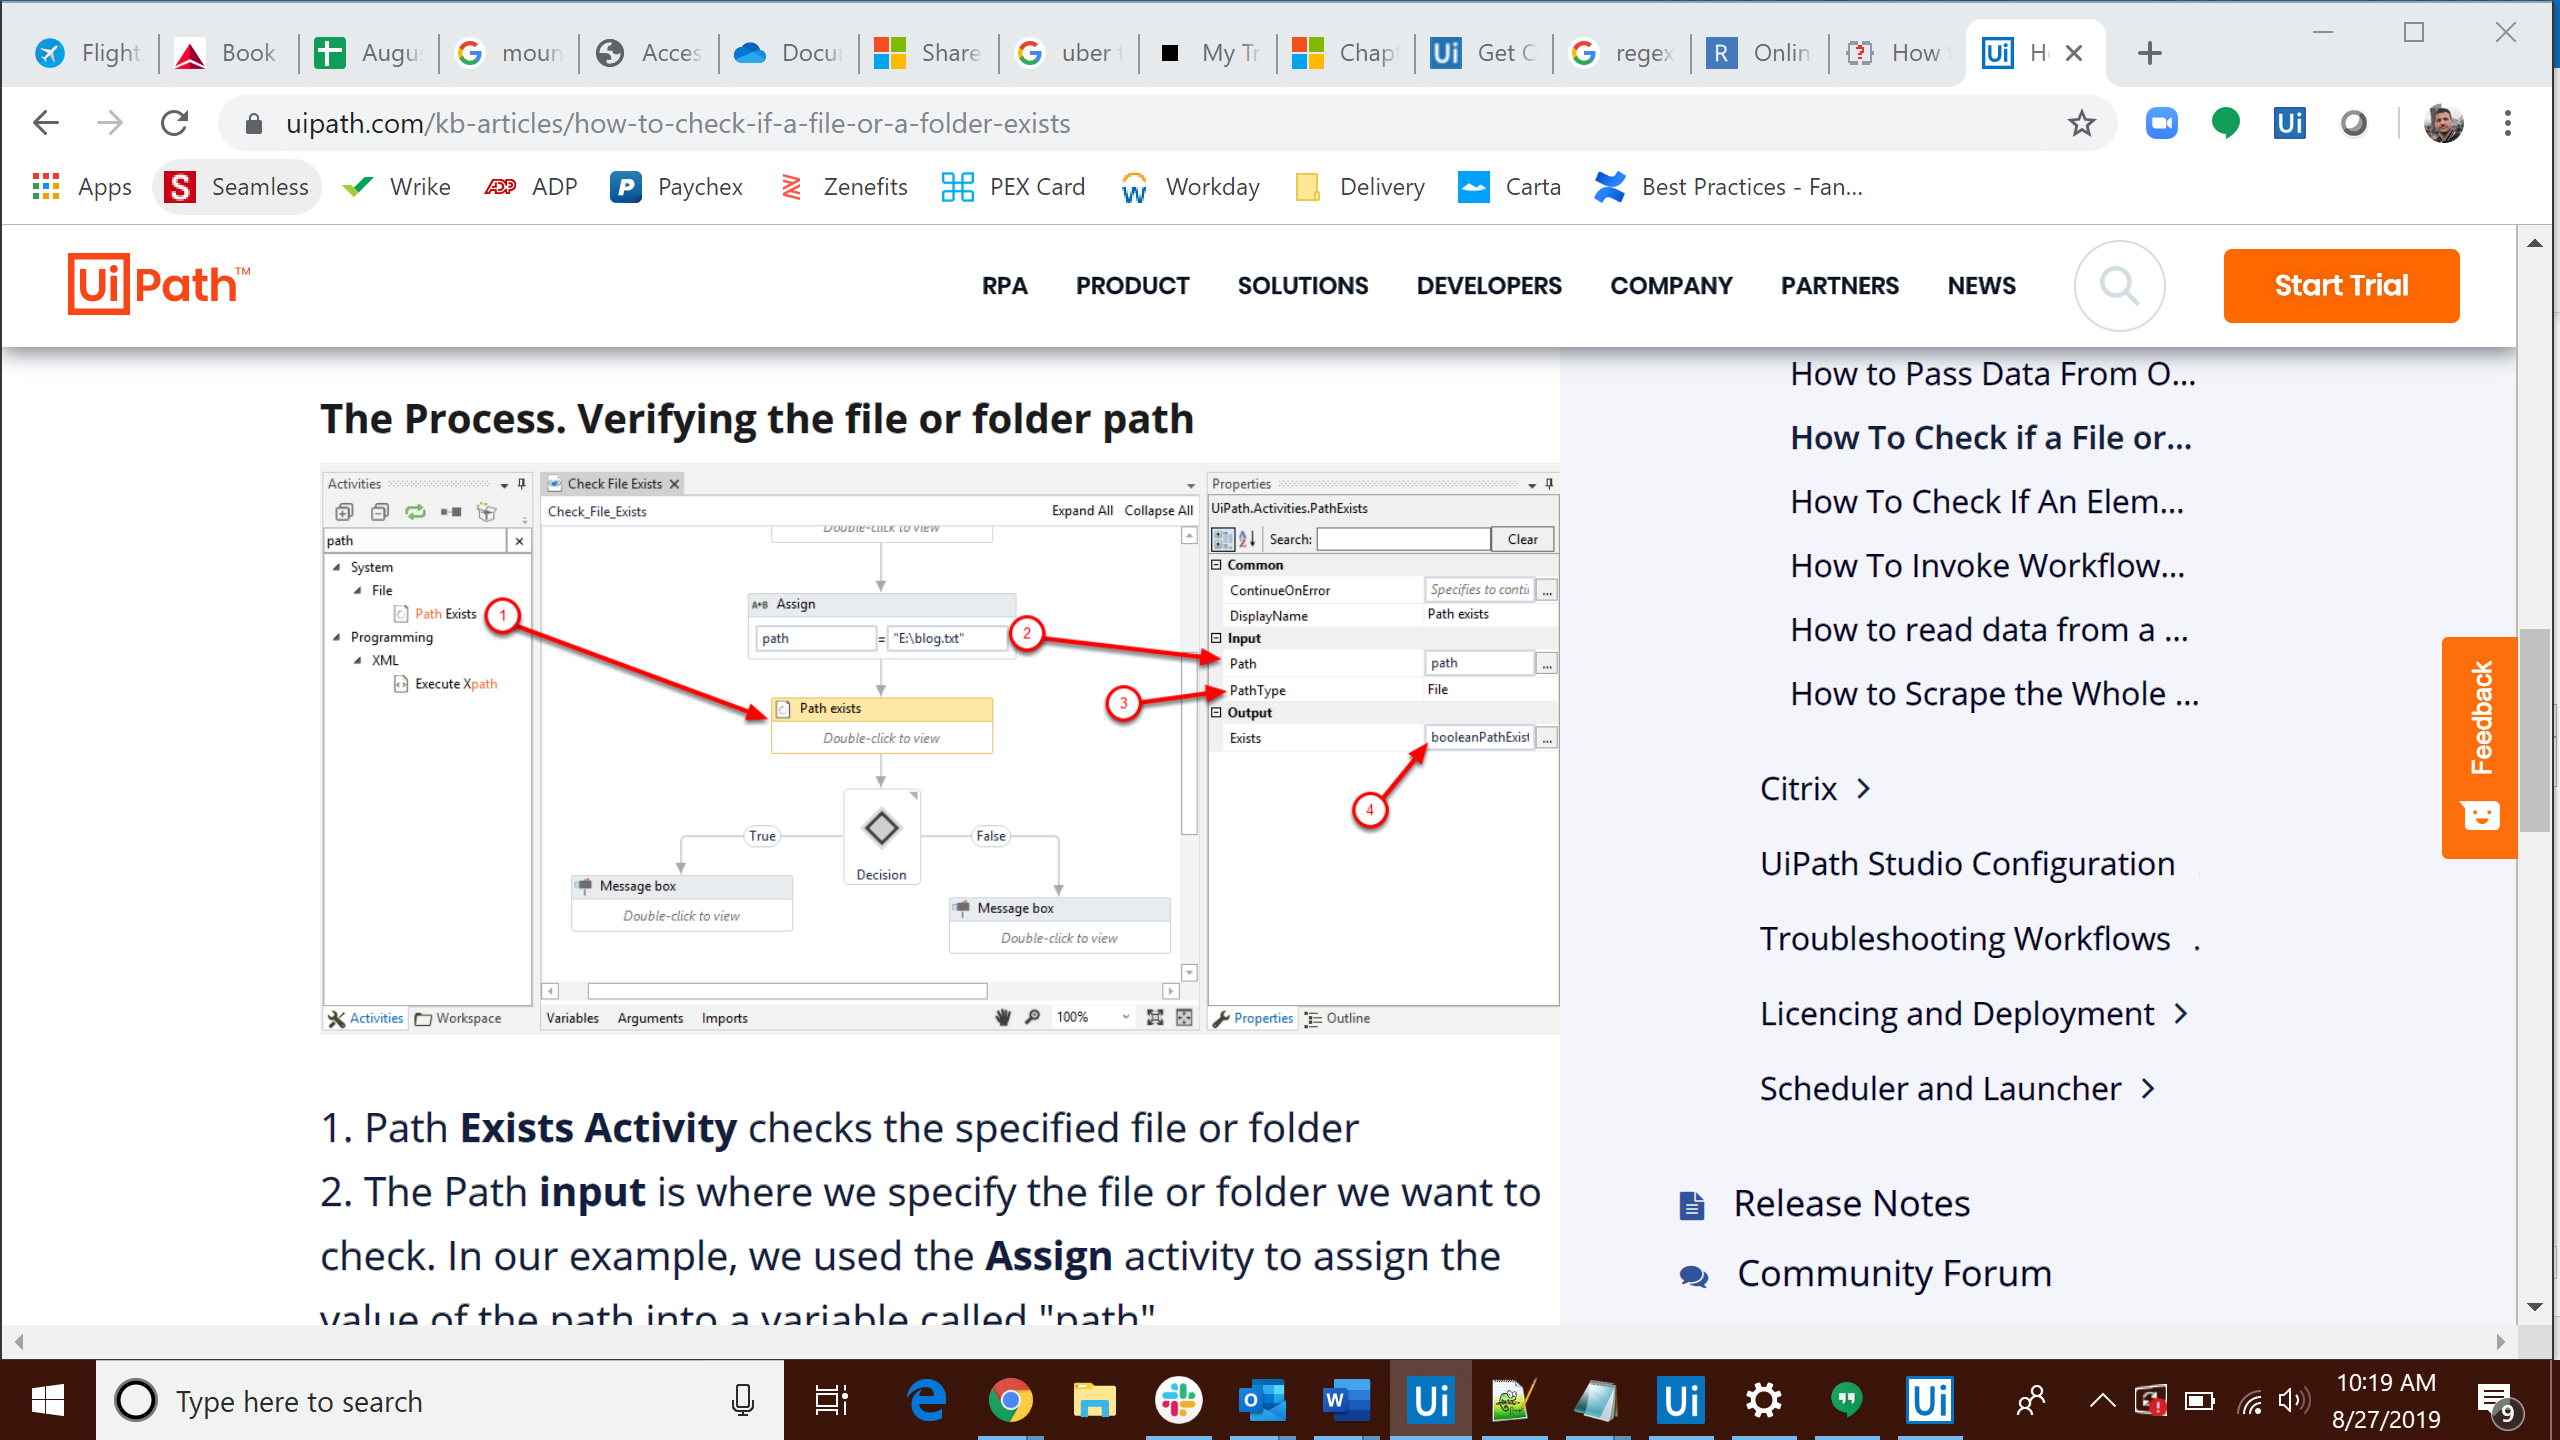 Flight
Book
Augus
moun
Acces
Docur
Share
uber t
My Tr
Chapt
Get C
regex
Onlin
How
H
uipath.com/kb-articles/how-to-check-if-a-file-or-a-folder-exists
Apps
Seamless
Wrike
ADP
Paychex
Zenefits
PEX Card
Workday
Delivery
Carta
Best Practices - Fan...
UiPath™
RPA
PRODUCT
SOLUTIONS
DEVELOPERS
COMPANY
PARTNERS
NEWS
Start Trial
The Process. Verifying the file or folder path
Activities
path
System
File
Path Exists
Programming
XML
Execute Xpath
Activities
Workspace
Check File Exists
Check_File_Exists
Expand All Collapse All
Double-click to view
Assign
path = "E:\blog.txt"
Path exists
Double-click to view
True
False
Decision
Message box
Double-click to view
Message box
Double-click to view
Variables Arguments Imports
100%
1
2
3
4
Properties
UiPath.Activities.PathExists
Search: Clear
Common
ContinueOnError Specifies to conti ...
DisplayName Path exists
Input
Path path ...
PathType File
Output
Exists booleanPathExist ...
Properties
Outline
1. Path Exists Activity checks the specified file or folder
2. The Path input is where we specify the file or folder we want to
check. In our example, we used the Assign activity to assign the
value of the path into a variable called "path"
How to Pass Data From O...
How To Check if a File or...
How To Check If An Elem...
How To Invoke Workflow...
How to read data from a ...
How to Scrape the Whole ...
Citrix
UiPath Studio Configuration
Troubleshooting Workflows .
Licencing and Deployment
Scheduler and Launcher
Release Notes
Community Forum
Feedback
Type here to search
10:19 AM
8/27/2019
9